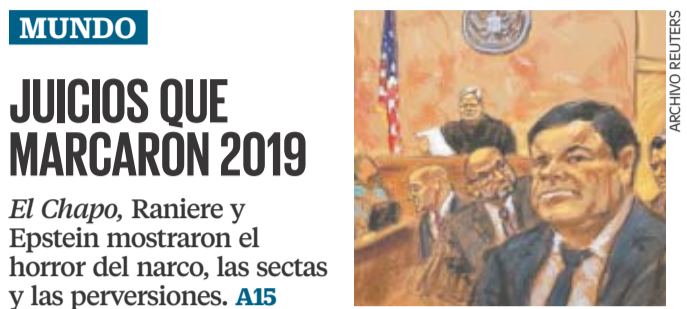 MUNDO
JUICIOS QUE
MARCARON 2019
El Chapo, Raniere y
Epstein mostraron el
horror del narco, las sectas
y las perversiones. A15
ARCHIVO REUTERS